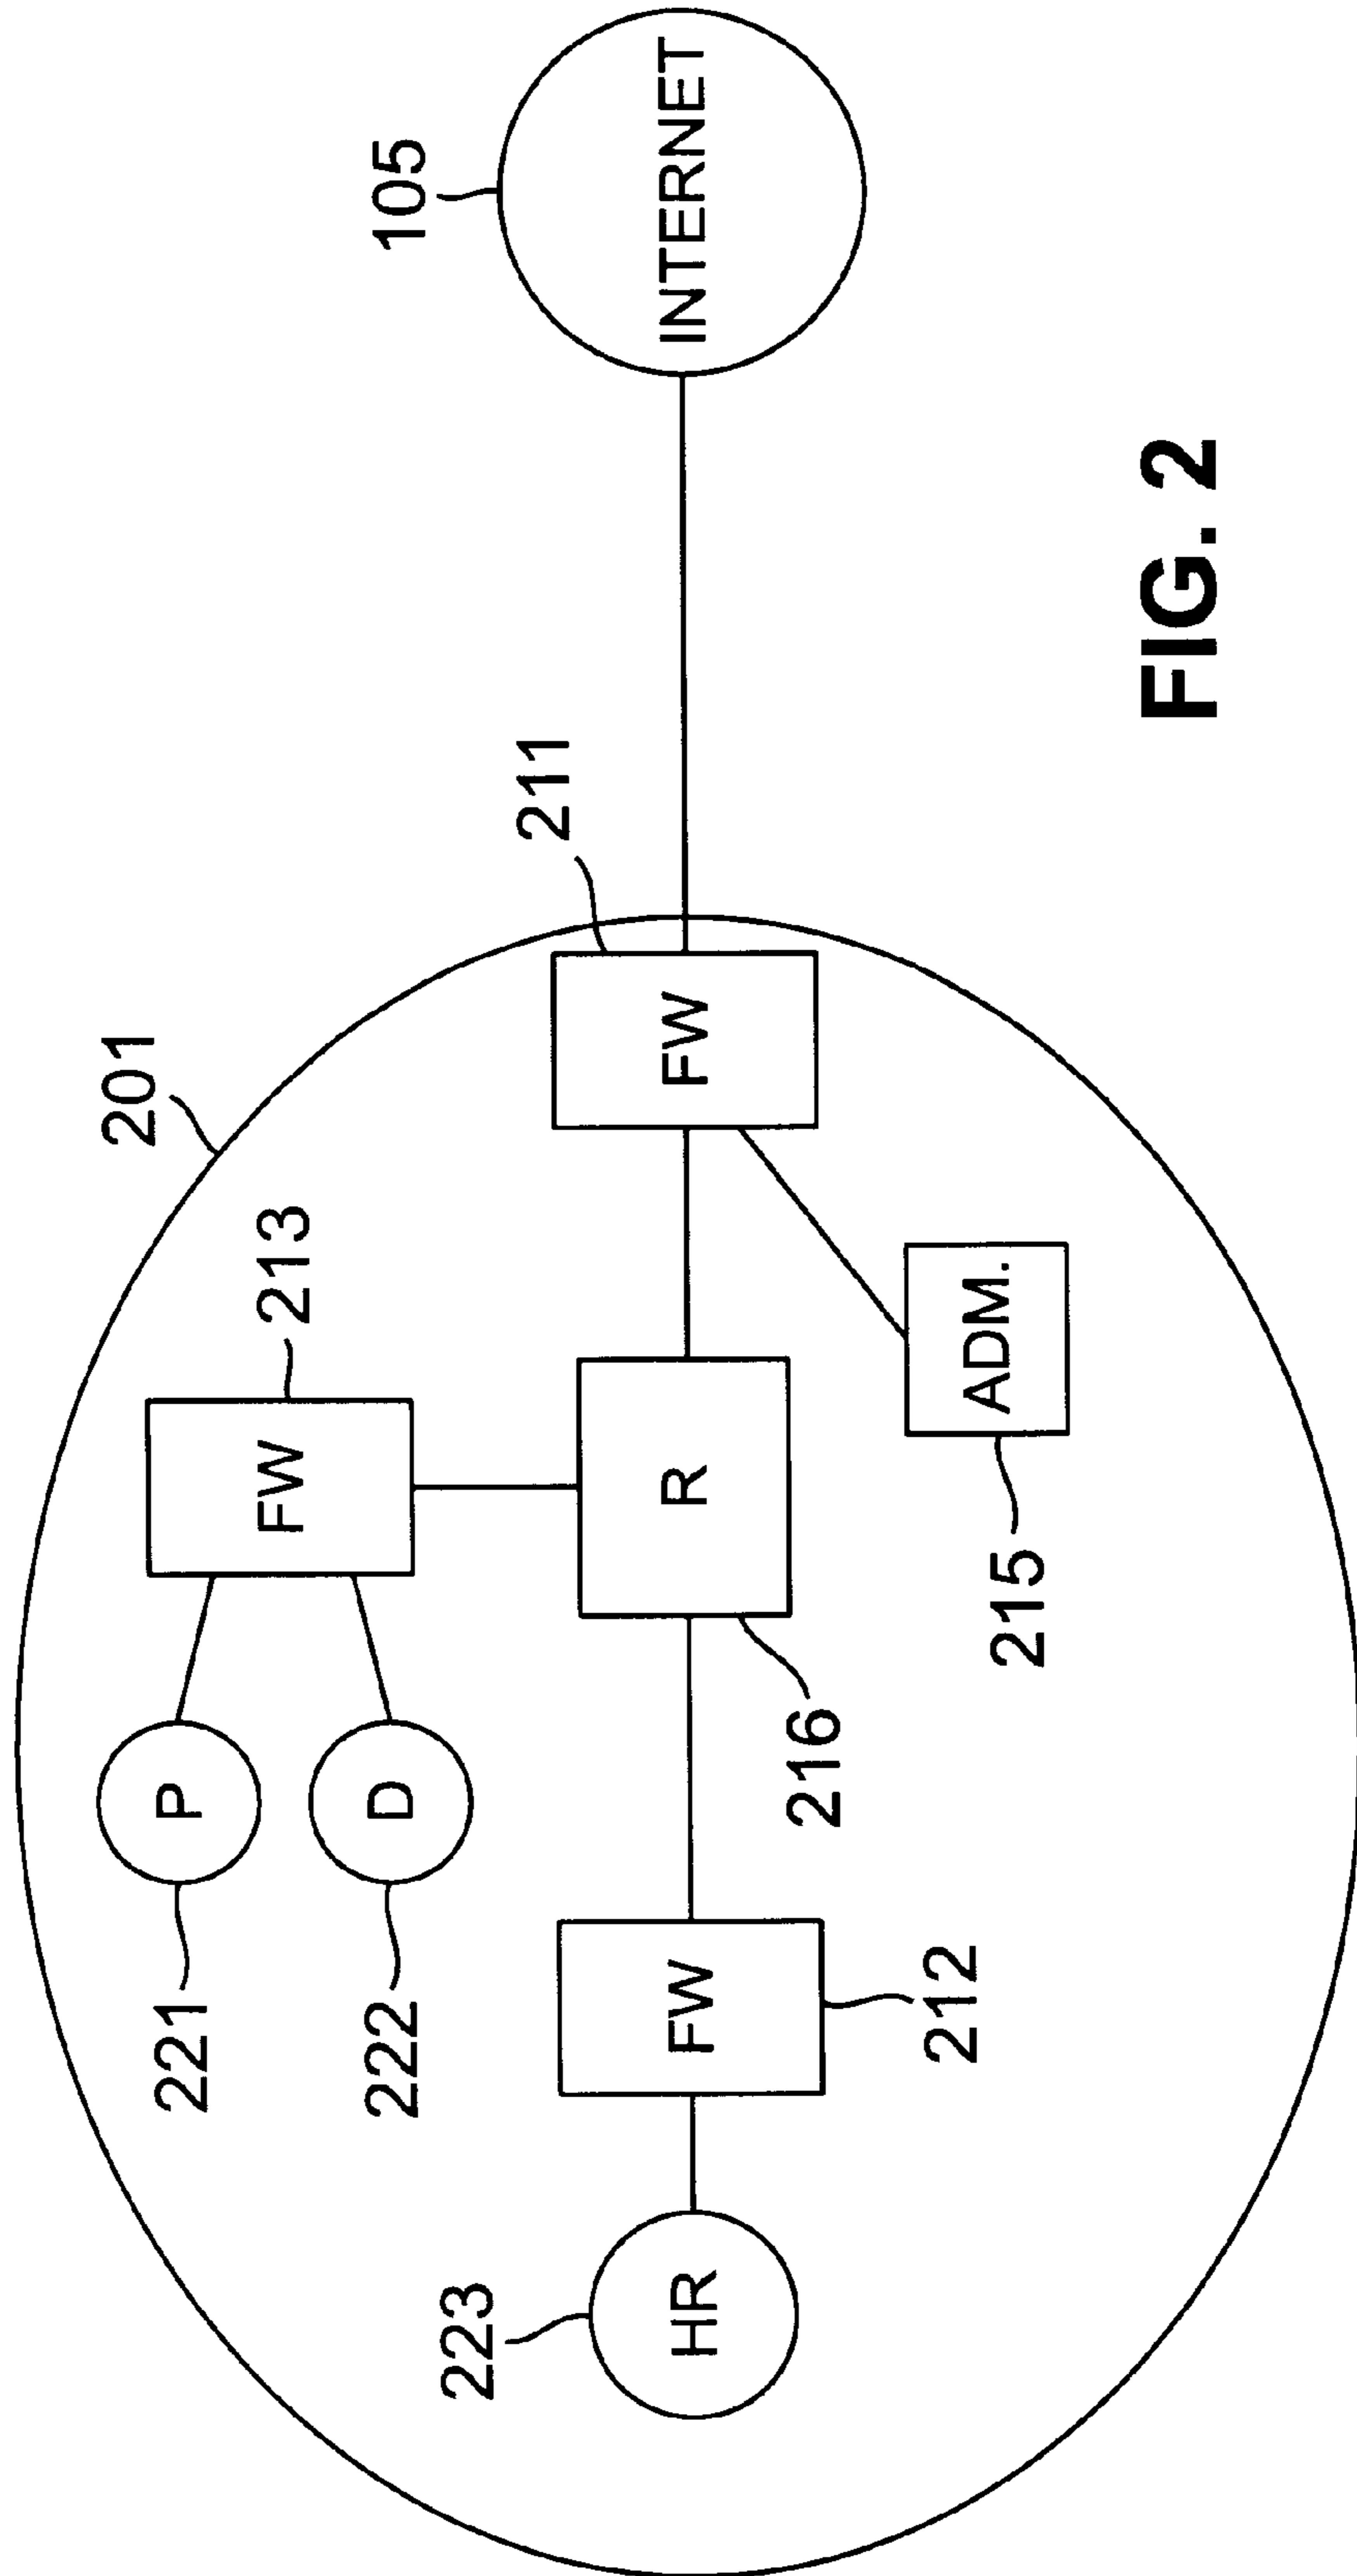 201
213
221
P
FW
211
105
222
D
223
HR
FW
R
FW
INTERNET
212
216
215
ADM.
FIG. 2